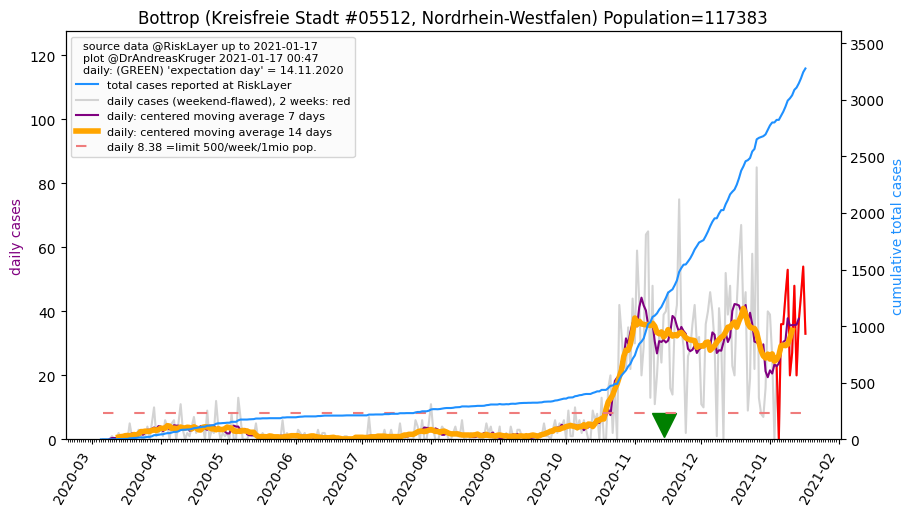 Bottrop (Kreisfreie Stadt #05512, Nordrhein-Westfalen) Population=117383
source data @RiskLayer up to 2021-01-17
plot @DrAndreasKruger 2021-01-17 00:47
daily: (GREEN) 'expectation day' = 14.11.2020
total cases reported at RiskLayer
daily cases (weekend-flawed), 2 weeks: red
daily: centered moving average 7 days
daily: centered moving average 14 days
daily 8.38 =limit 500/week/1mio pop.
daily cases
120
100
80
60
40
20
0
cumulative total cases
3500
3000
2500
2000
1500
1000
500
0
2020-03
2020-04
2020-05
2020-06
2020-07
2020-08
2020-09
2020-10
2020-11
2020-12
2021-01
2021-02